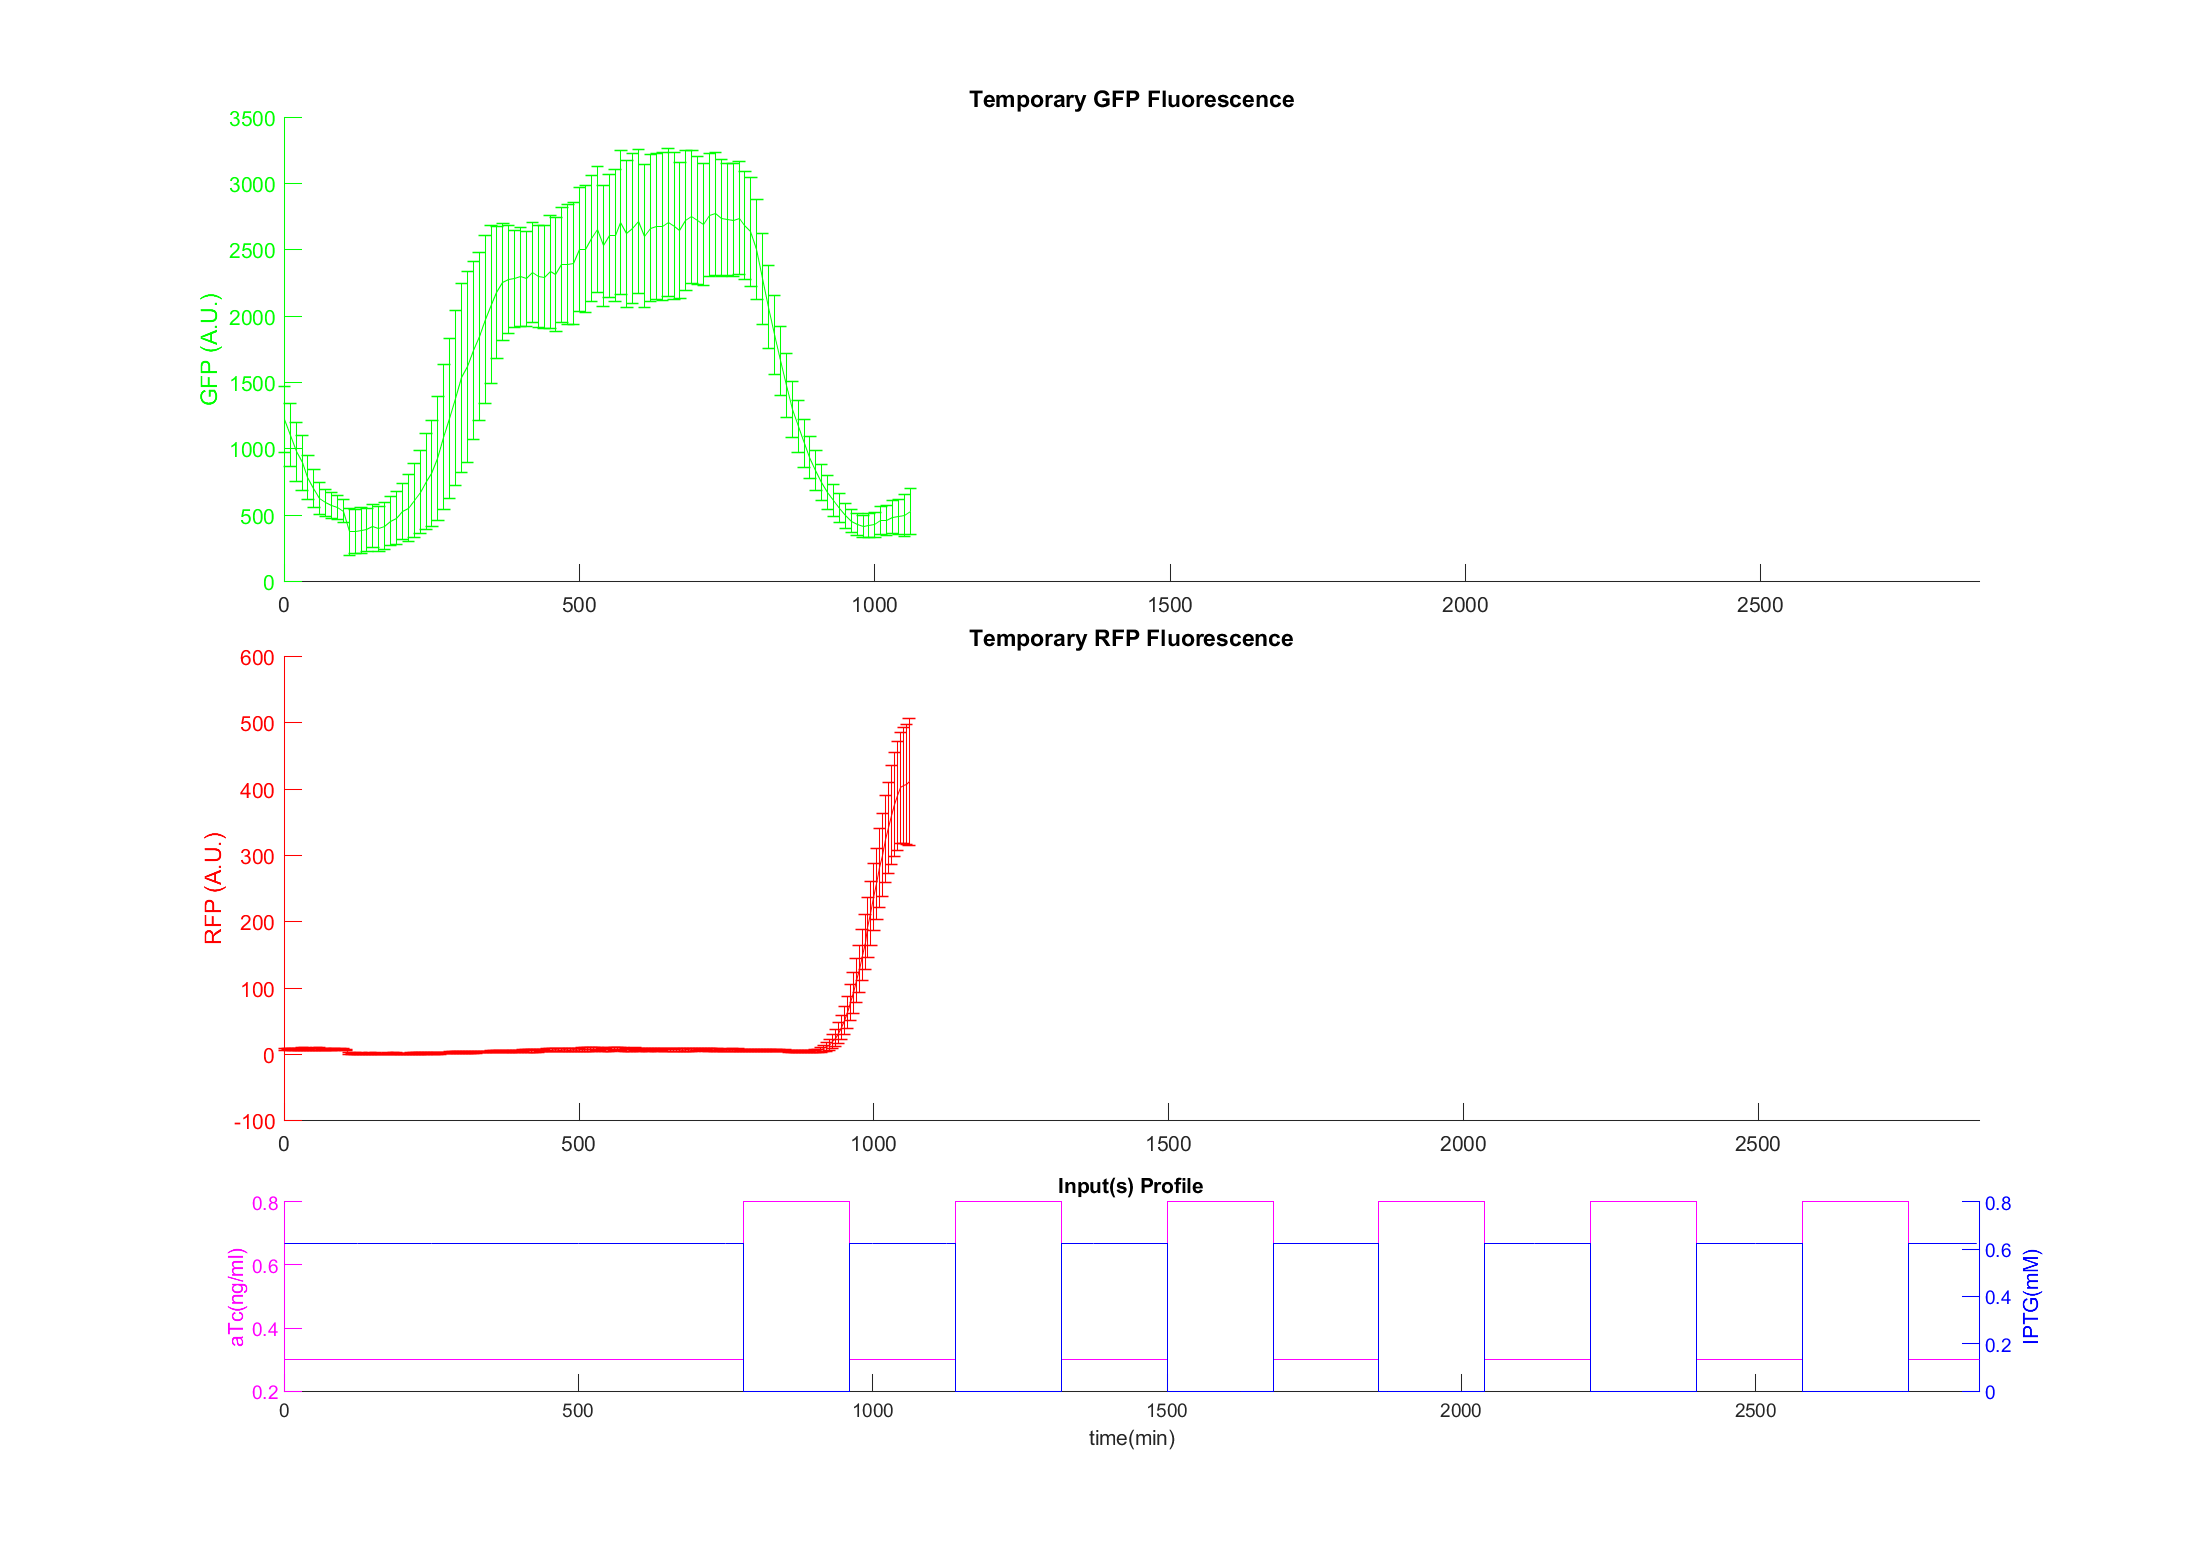 Temporary GFP Fluorescence
3500
3000
2500
2000
1500
1000
500
0
GFP (A.U.)
0 500 1000 1500 2000 2500
Temporary RFP Fluorescence
600
500
400
300
200
100
0
-100
RFP (A.U.)
0 500 1000 1500 2000 2500
Input(s) Profile
0.8
0.6
0.4
0.2
aTc(ng/ml)
0.8
0.6
0.4
0.2
0
IPTG(mM)
0 500 1000 1500 2000 2500
time(min)